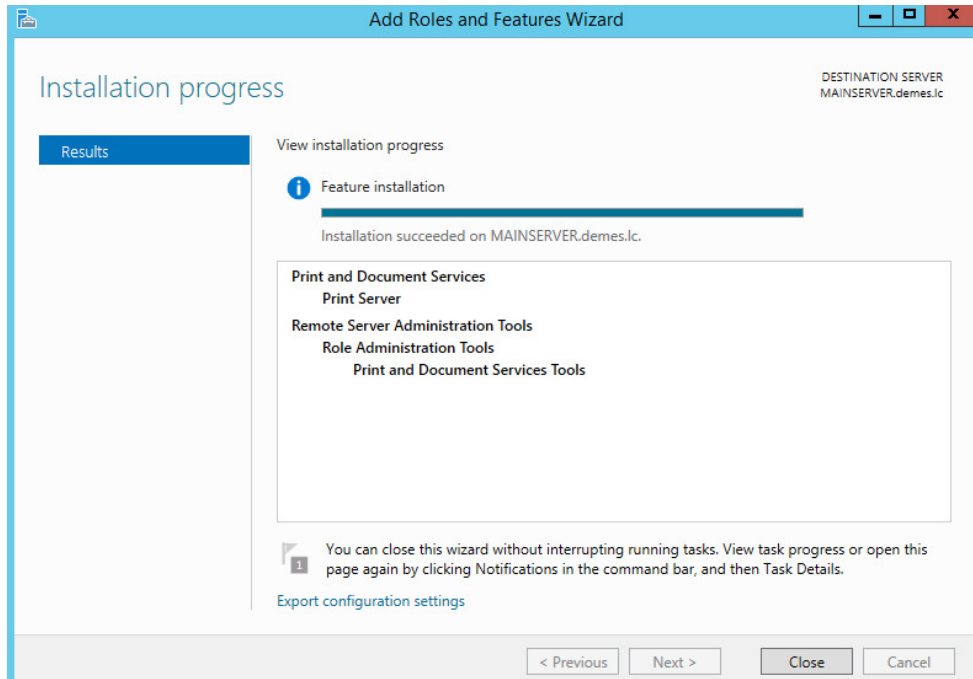 Add Roles and Features Wizard
Installation progress
DESTINATION SERVER
MAINSERVER.demes.lc
Results
View installation progress
Feature installation
Installation succeeded on MAINSERVER.demes.lc.
Print and Document Services
Print Server
Remote Server Administration Tools
Role Administration Tools
Print and Document Services Tools
1
You can close this wizard without interrupting running tasks. View task progress or open this
page again by clicking Notifications in the command bar, and then Task Details.
Export configuration settings
< Previous
Next >
Close
Cancel